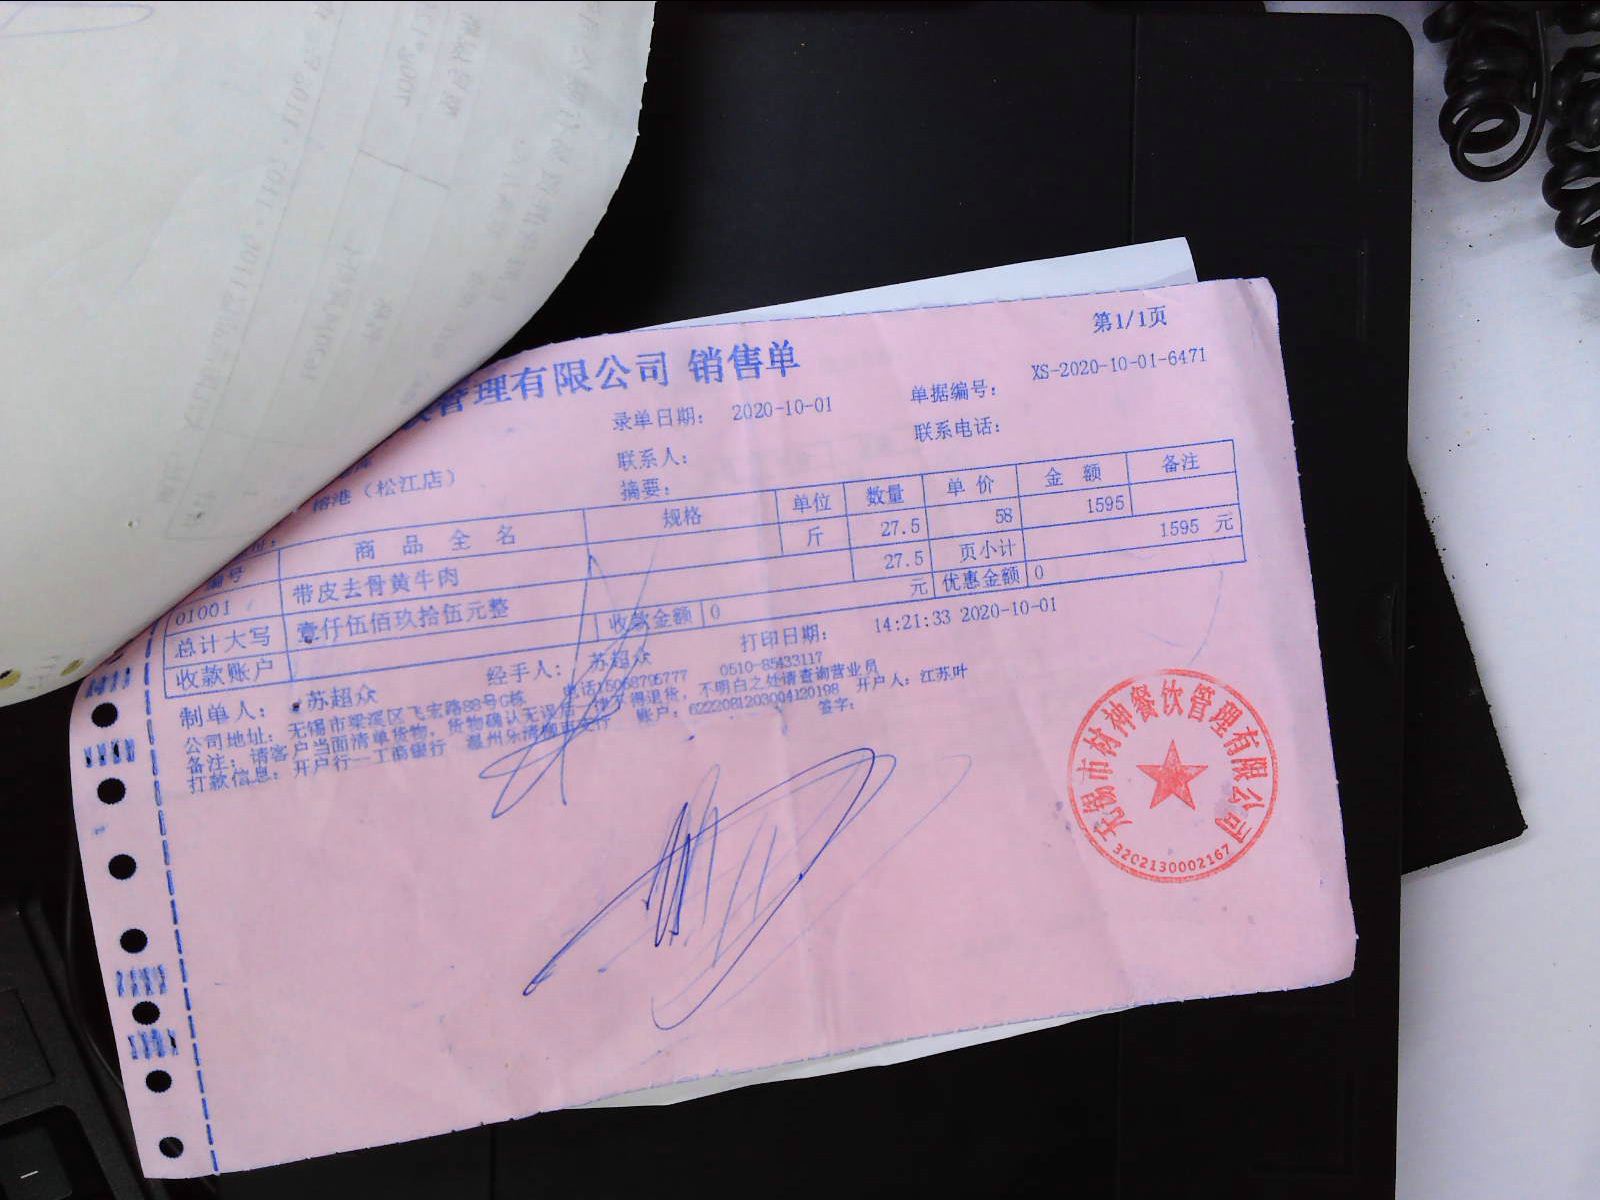 第1/1页
管理有限公司 销售单
录单日期： 2020-10-01 单据编号： XS-2020-10-01-6471
联系人： 联系电话：
榕港（松江店） 摘要：
编号 商 品 全 名 规格 单位 数量 单 价 金 额 备注
01001 带皮去骨黄牛肉 斤 27.5 58 1595
总计大写 壹仟伍佰玖拾伍元整 27.5 页小计 1595 元
收款账户 收款金额 0 元 优惠金额 0
制单人： 苏超众 经手人： 苏超众 打印日期： 14:21:33 2020-10-01
公司地址： 无锡市梁溪区飞宏路88号G栋 0510-85433117
备注：请客户当面清单货物，货物确认无误 不得退货，不明白之处请查询营业员
打款信息：开户行—工商银行 账户：6222081203004120198 开户人：江苏叶
签字：
无锡市材神餐饮管理有限公司
3202130002167